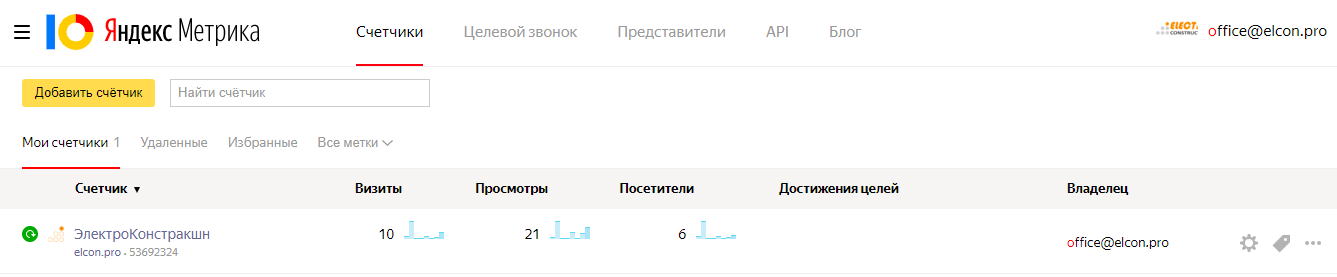 Яндекс Метрика Счетчики Целевой звонок Представители API Блог ELECT CONSTRUC office@elcon.pro
Добавить счётчик Найти счётчик
Мои счетчики 1 Удаленные Избранные Все метки
Счетчик ▼ Визиты Просмотры Посетители Достижения целей Владелец
ЭлектроКонстракшн 10 21 6 office@elcon.pro
elcon.pro • 53692324